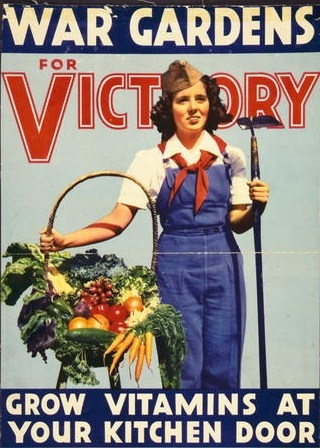 WAR GARDENS
FOR
VICTORY
GROW VITAMINS AT
YOUR KITCHEN DOOR